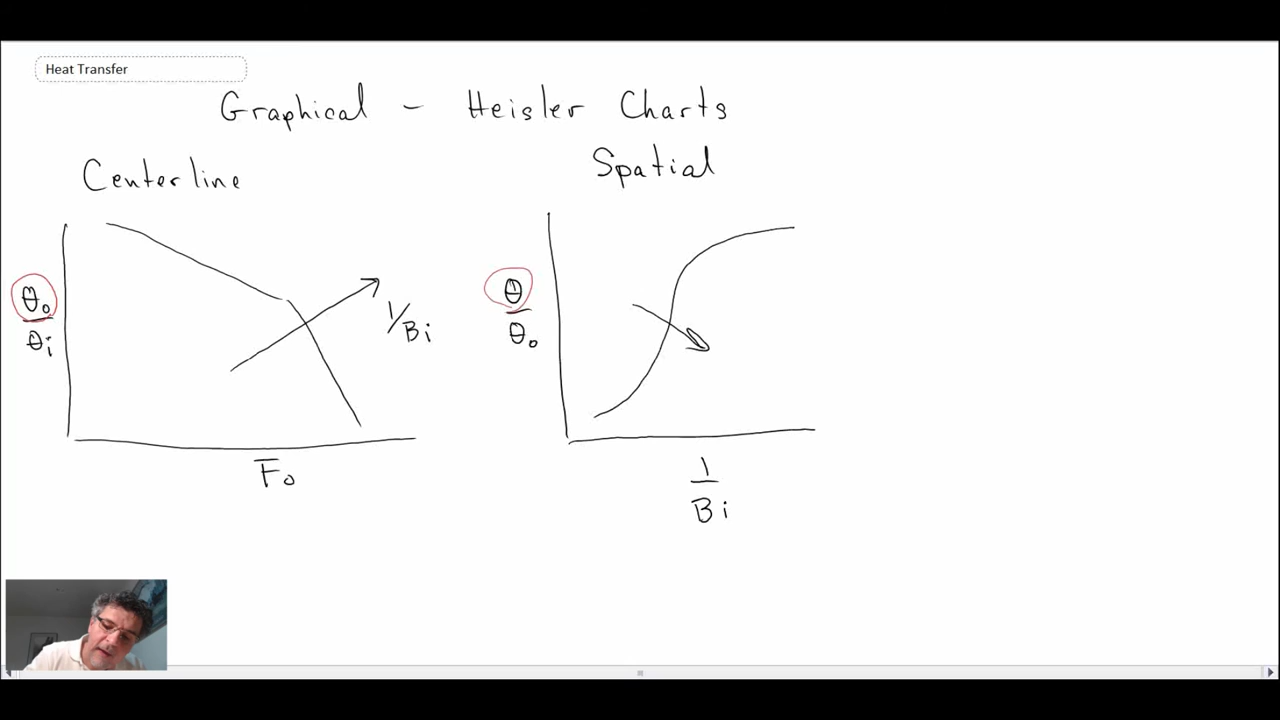 Heat Transfer
Graphical - Heisler Charts
Centerline
Spatial
θ₀
θᵢ
1/Bi
Fo
θ
θ₀
1
Bi